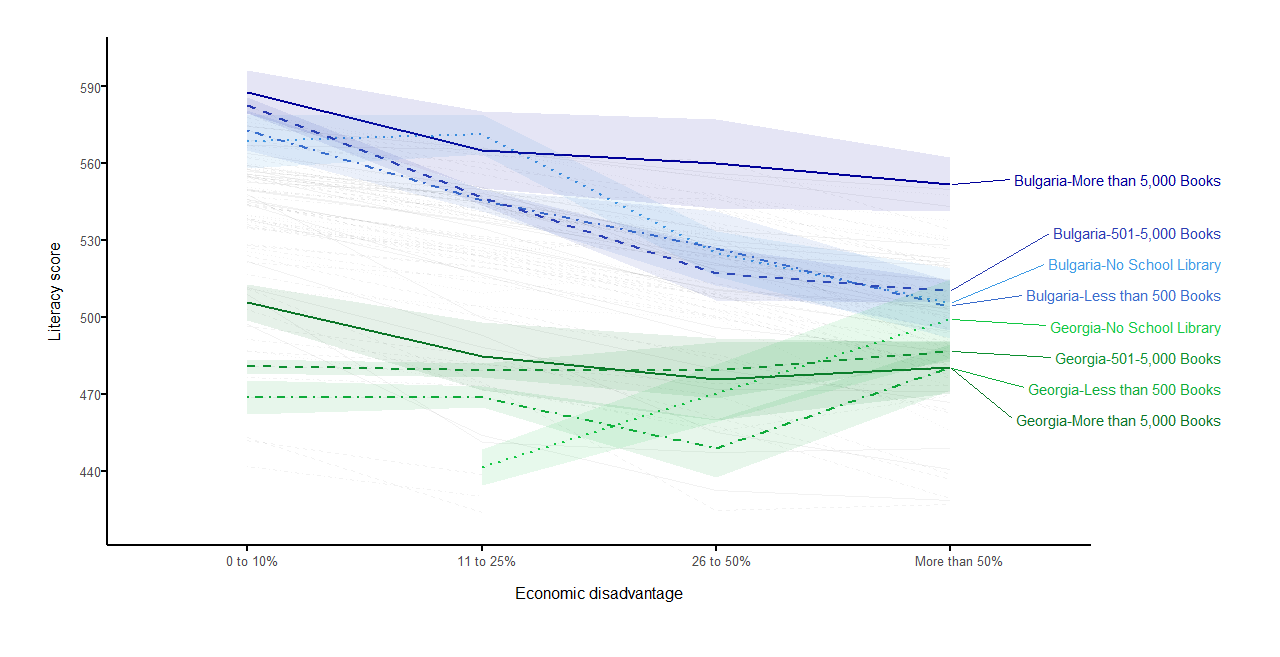 590
560
530
500
470
440
Literacy score
0 to 10%
11 to 25%
26 to 50%
More than 50%
Economic disadvantage
Bulgaria-More than 5,000 Books
Bulgaria-501-5,000 Books
Bulgaria-No School Library
Bulgaria-Less than 500 Books
Georgia-No School Library
Georgia-501-5,000 Books
Georgia-Less than 500 Books
Georgia-More than 5,000 Books